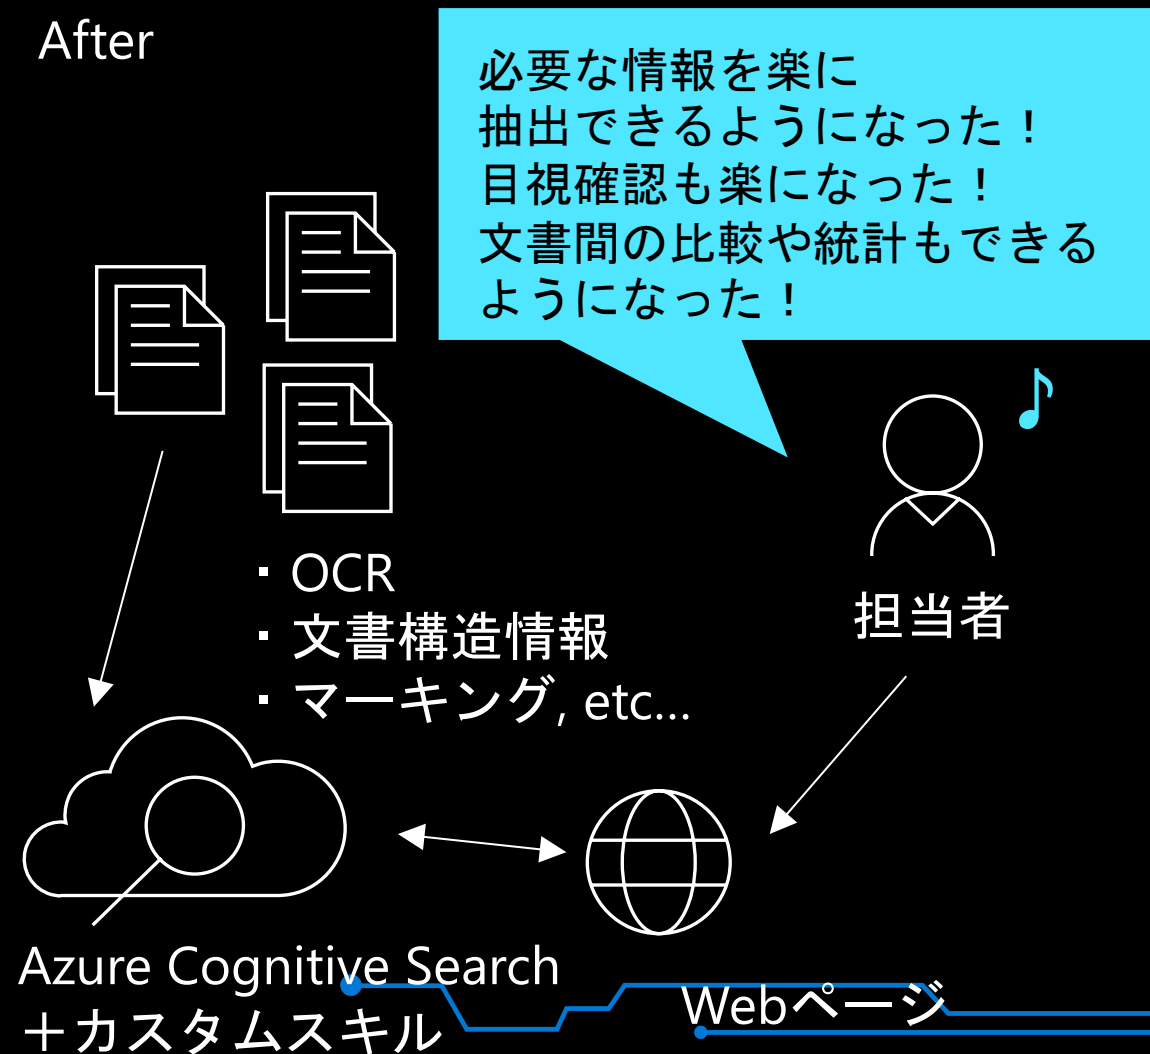 After
必要な情報を楽に
抽出できるようになった！
目視確認も楽になった！
文書間の比較や統計もできる
ようになった！
・OCR
・文書構造情報
・マーキング, etc…
担当者
Azure Cognitive Search
＋カスタムスキル
Webページ